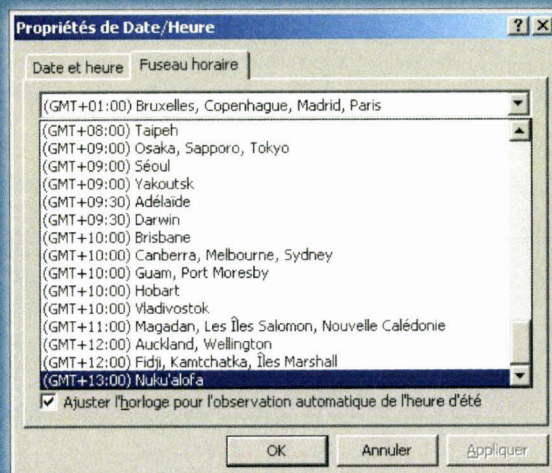 Propriétés de Date/Heure
Date et heure Fuseau horaire
(GMT+01:00) Bruxelles, Copenhague, Madrid, Paris
(GMT+08:00) Taipeh
(GMT+09:00) Osaka, Sapporo, Tokyo
(GMT+09:00) Séoul
(GMT+09:00) Yakoutsk
(GMT+09:30) Adélaïde
(GMT+09:30) Darwin
(GMT+10:00) Brisbane
(GMT+10:00) Canberra, Melbourne, Sydney
(GMT+10:00) Guam, Port Moresby
(GMT+10:00) Hobart
(GMT+10:00) Vladivostok
(GMT+11:00) Magadan, Les Îles Salomon, Nouvelle Calédonie
(GMT+12:00) Auckland, Wellington
(GMT+12:00) Fidji, Kamtchatka, Îles Marshall
(GMT+13:00) Nuku'alofa
Ajuster l'horloge pour l'observation automatique de l'heure d'été
OK Annuler Appliquer